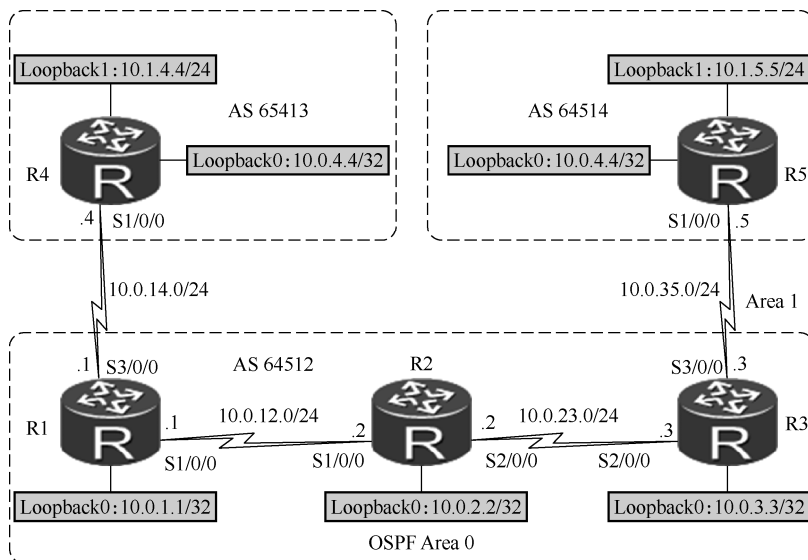 Loopback1:10.1.4.4/24
AS 65413
Loopback0:10.0.4.4/32
R4
R
.4
S1/0/0
Loopback1:10.1.5.5/24
AS 64514
Loopback0:10.0.4.4/32
R
R5
S1/0/0
.5
10.0.14.0/24
10.0.35.0/24
Area 1
.1
S3/0/0
AS 64512
R2
S3/0/0
.3
R1
R
.1
10.0.12.0/24
.2
R
.2
10.0.23.0/24
.3
R
R3
S1/0/0
S1/0/0
S2/0/0
S2/0/0
Loopback0:10.0.1.1/32
Loopback0:10.0.2.2/32
Loopback0:10.0.3.3/32
OSPF Area 0